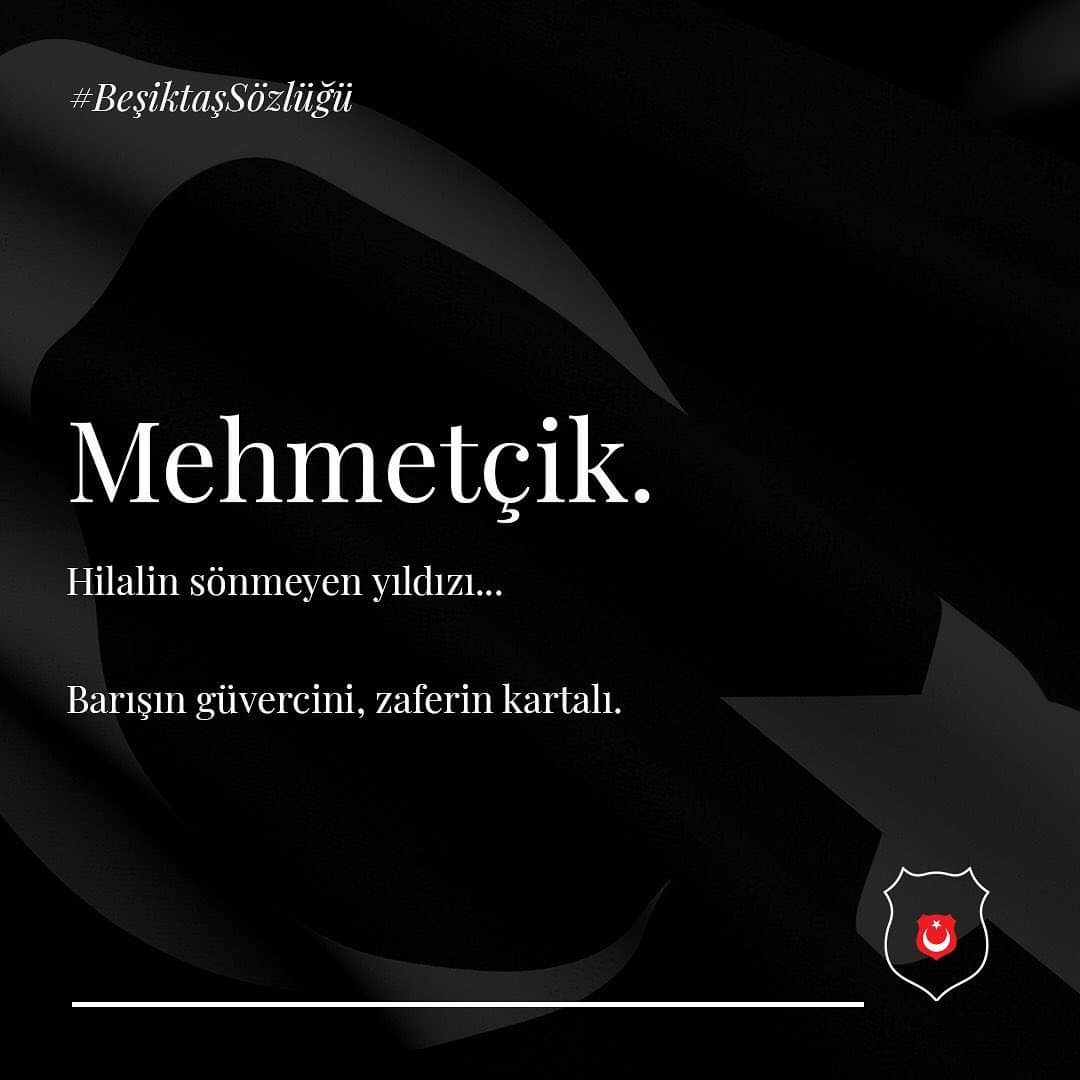 #BeşiktaşSözlüğü
Mehmetçik.
Hilalin sönmeyen yıldızı...
Barışın güvercini, zaferin kartalı.